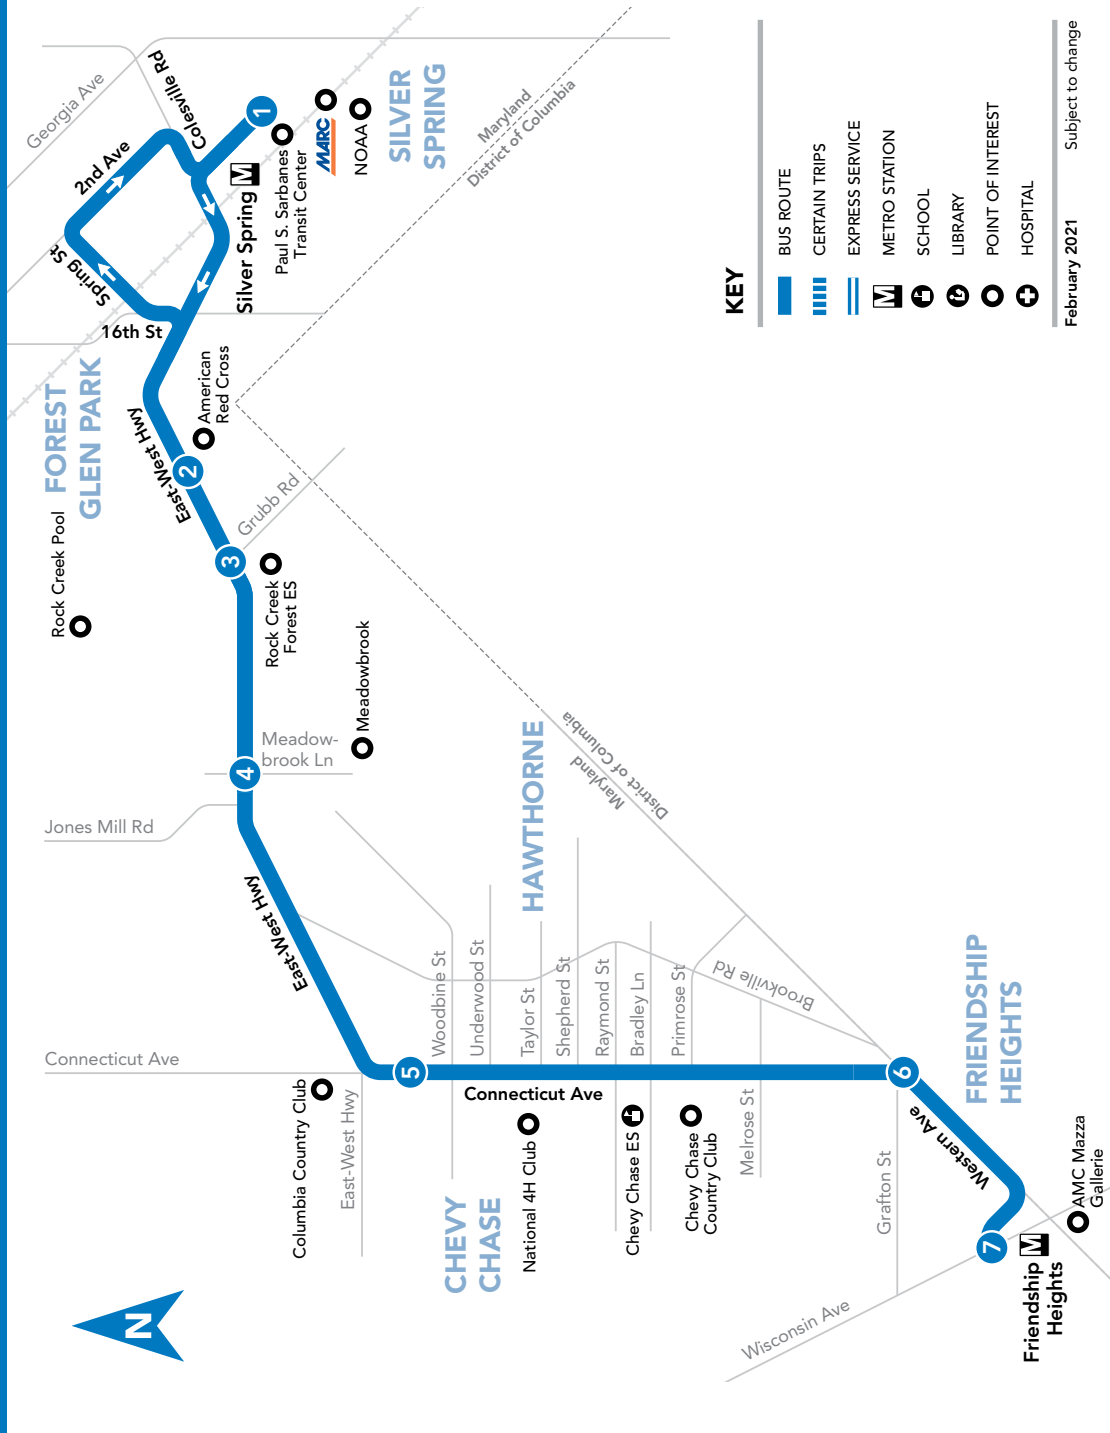 Georgia Ave
Colesville Rd
2nd Ave
Spring St
16th St
1
Silver Spring M
Paul S. Sarbanes
Transit Center
MARC
NOAA
SILVER
SPRING
Maryland
District of Columbia
FOREST
GLEN PARK
East-West Hwy
2
American
Red Cross
3
Grubb Rd
Rock Creek Pool
Rock Creek
Forest ES
Meadowbrook
Meadow-
brook Ln
4
Jones Mill Rd
East-West Hwy
HAWTHORNE
District of Columbia
Maryland
Connecticut Ave
Columbia Country Club
East-West Hwy
5
Woodbine St
Underwood St
Taylor St
Shepherd St
Raymond St
Bradley Ln
Primrose St
Brookville Rd
Connecticut Ave
CHEVY
CHASE
National 4H Club
Chevy Chase ES
Chevy Chase
Country Club
Melrose St
Grafton St
6
Western Ave
FRIENDSHIP
HEIGHTS
7
M
Friendship
Heights
AMC Mazza
Gallerie
Wisconsin Ave
N
KEY
BUS ROUTE
CERTAIN TRIPS
EXPRESS SERVICE
M METRO STATION
SCHOOL
LIBRARY
POINT OF INTEREST
HOSPITAL
February 2021 Subject to change